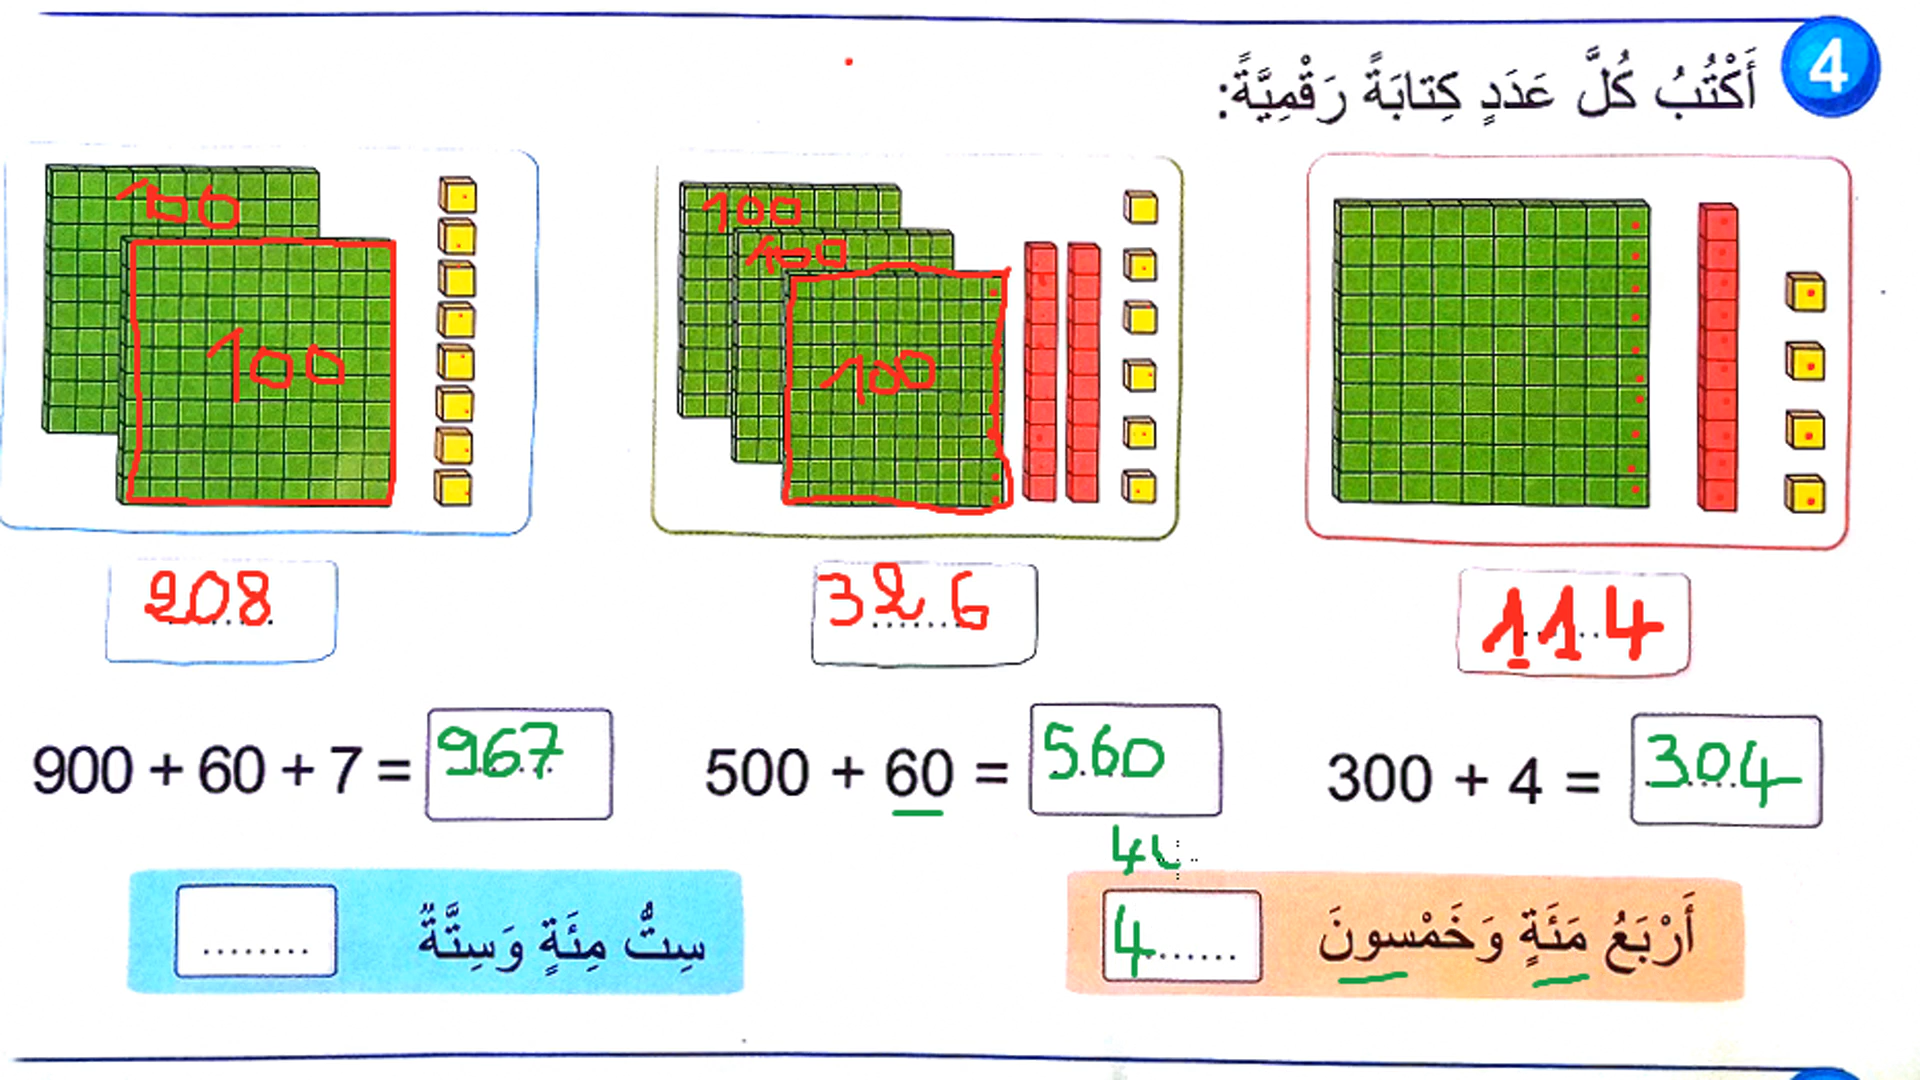 4 أَكْتُبُ كُلَّ عَدَدٍ كِتابَةً رَقْمِيَّةً:
100 100
100 100 100
208 326 114
900 + 60 + 7 = 967 500 + 60 = 560 300 + 4 = 304
4
أَرْبَعُ مَئَةٍ وَخَمْسونَ 4........
سِتُّ مِئَةٍ وَسِتَّةٌ ........